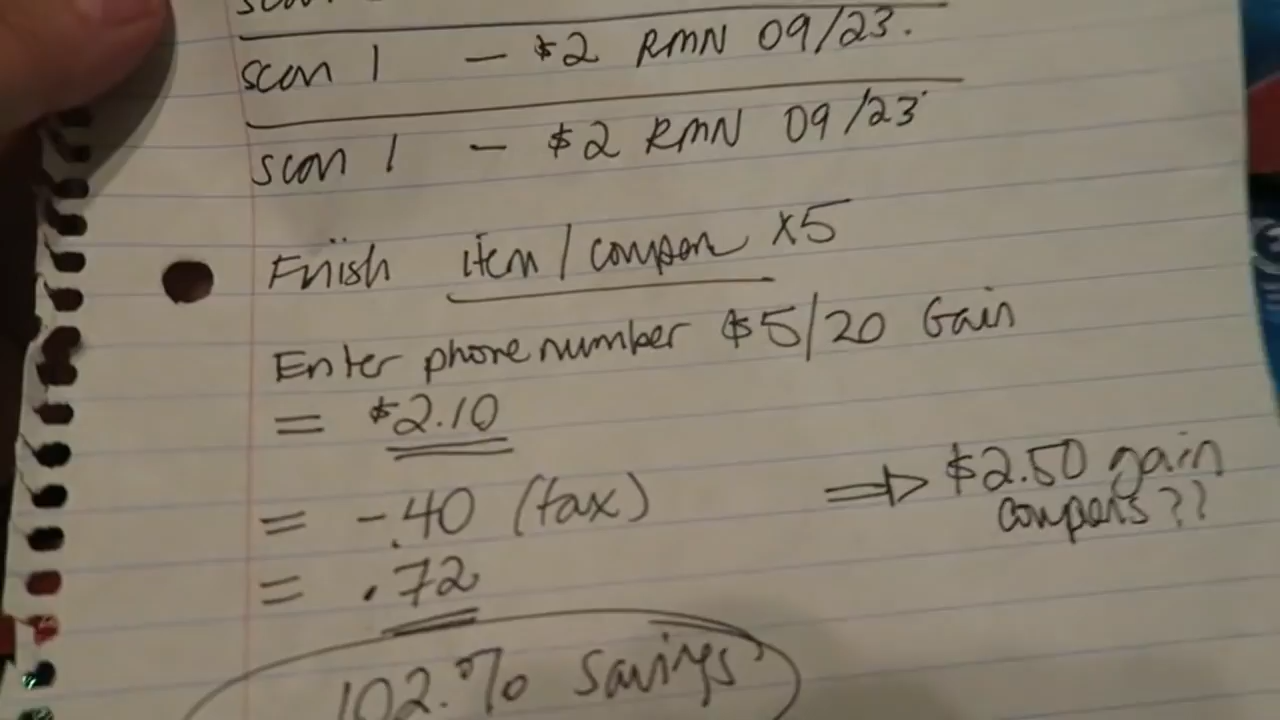 scan 1 — $2 RMN 09/23.
scan 1 — $2 RMN 09/23
Fnish item / coupon x5
Enter phone number $5/20 Gain
= $2.10
= -.40 (tax)
⇒ $2.50 gain
coupons??
= .72
102.% savings